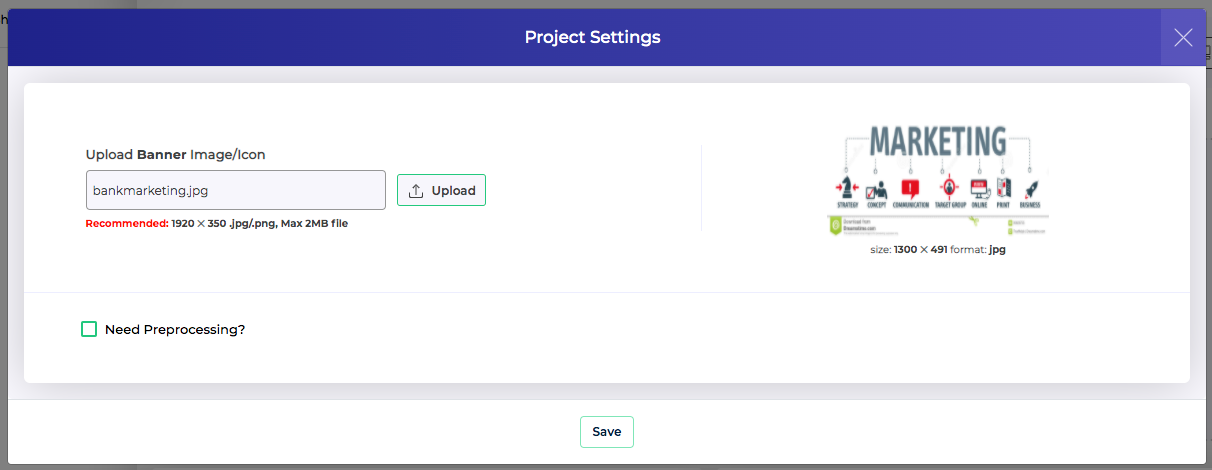 h
Project Settings
Upload Banner Image/Icon
bankmarketing.jpg
Upload
Recommended: 1920 × 350 .jpg/.png, Max 2MB file
MARKETING
STRATEGY CONCEPT COMMUNICATION TARGET GROUP ONLINE PRINT BUSINESS
Download from
Dreamstime.com
size: 1300 × 491 format: jpg
Need Preprocessing?
Save